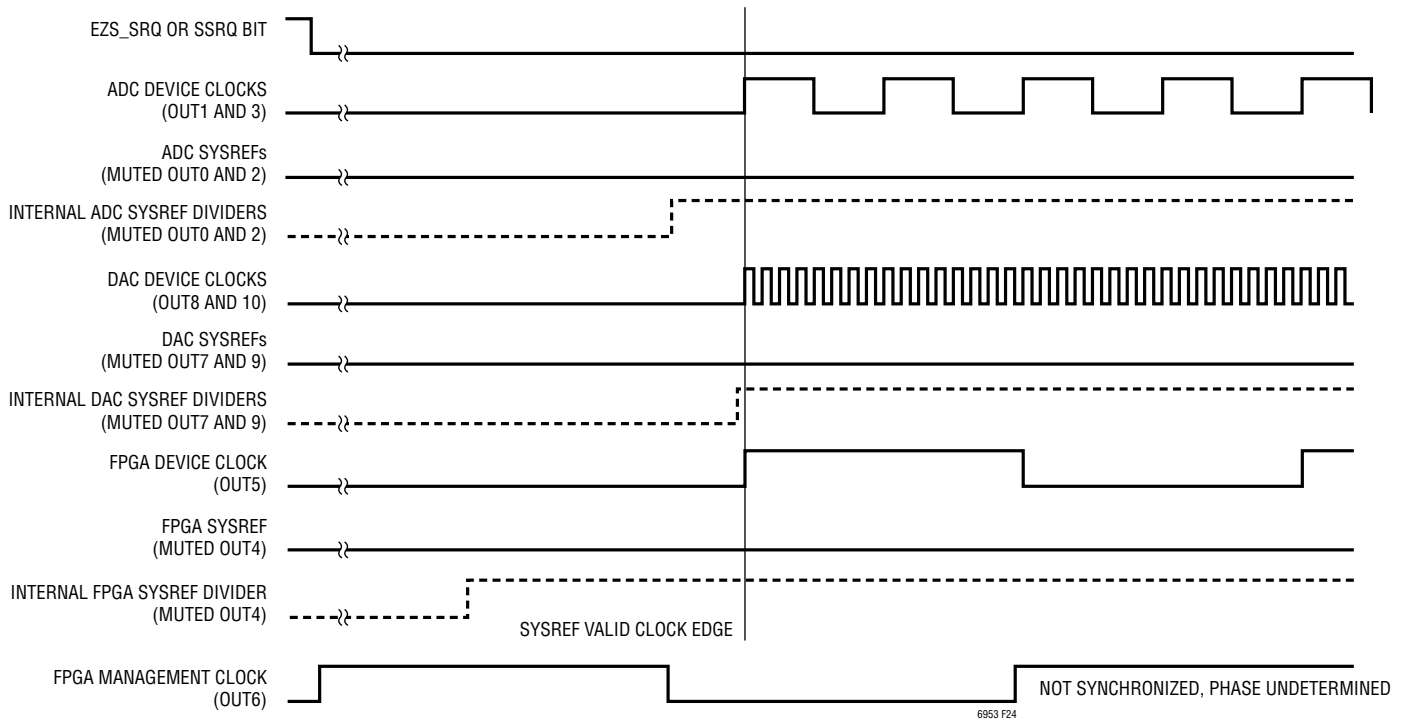 EZS_SRQ OR SSRQ BIT
ADC DEVICE CLOCKS
(OUT1 AND 3)
ADC SYSREFs
(MUTED OUT0 AND 2)
INTERNAL ADC SYSREF DIVIDERS
(MUTED OUT0 AND 2)
DAC DEVICE CLOCKS
(OUT8 AND 10)
DAC SYSREFs
(MUTED OUT7 AND 9)
INTERNAL DAC SYSREF DIVIDERS
(MUTED OUT7 AND 9)
FPGA DEVICE CLOCK
(OUT5)
FPGA SYSREF
(MUTED OUT4)
INTERNAL FPGA SYSREF DIVIDER
(MUTED OUT4)
SYSREF VALID CLOCK EDGE
FPGA MANAGEMENT CLOCK
(OUT6)
NOT SYNCHRONIZED, PHASE UNDETERMINED
6953 F24